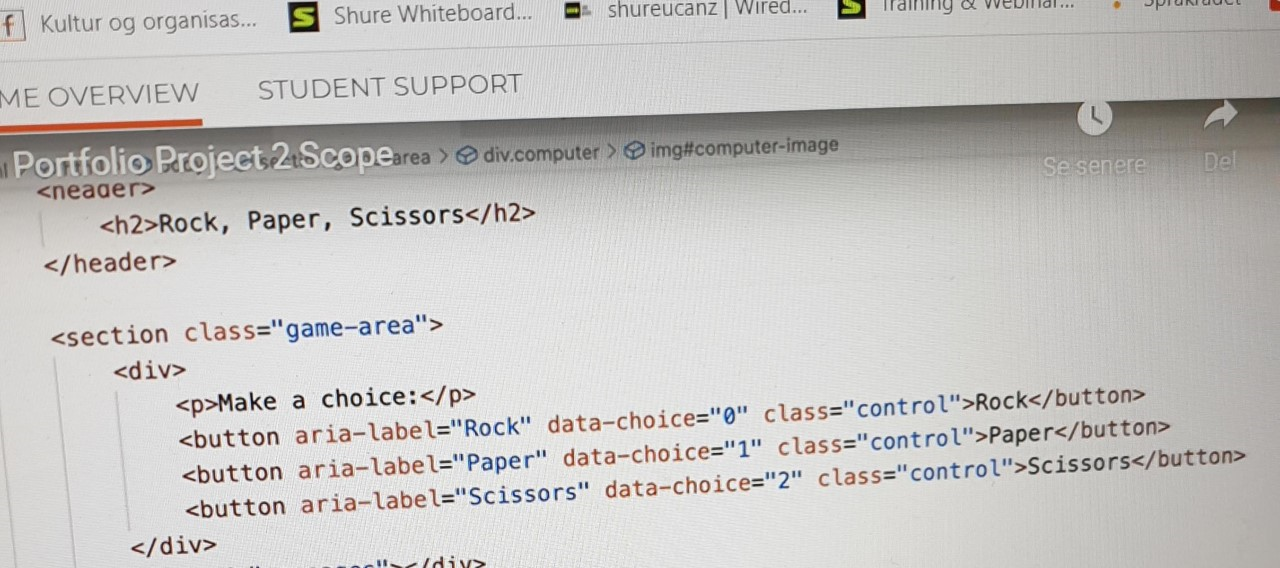 f Kultur og organisas... S Shure Whiteboard... shureucanz | Wired... S Training & Webinar... Språkrådet
ME OVERVIEW STUDENT SUPPORT
Portfolio Project 2 Scope area > div.computer > img#computer-image
Se senere Del
<header>
<h2>Rock, Paper, Scissors</h2>
</header>
<section class="game-area">
<div>
<p>Make a choice:</p>
<button aria-label="Rock" data-choice="0" class="control">Rock</button>
<button aria-label="Paper" data-choice="1" class="control">Paper</button>
<button aria-label="Scissors" data-choice="2" class="control">Scissors</button>
</div>
></div>